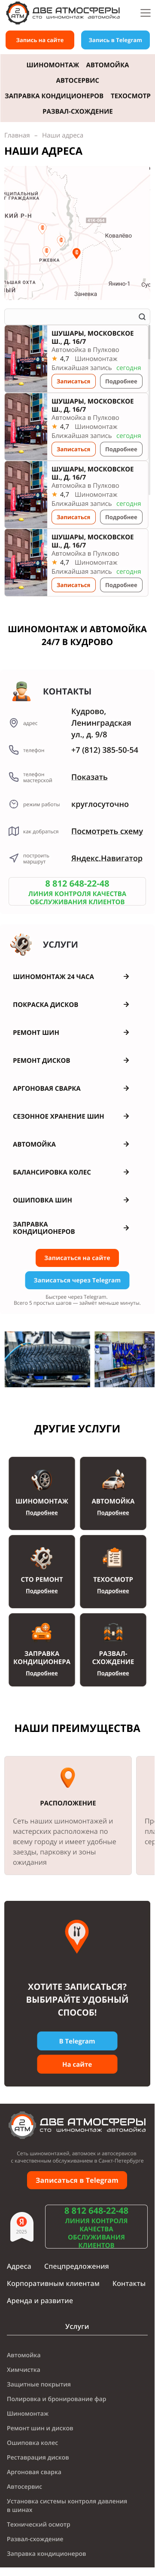 2 АТМ ДВЕ АТМОСФЕРЫ
сто шиномонтаж автомойка
Запись на сайте
Запись в Telegram
ШИНОМОНТАЖ АВТОМОЙКА
АВТОСЕРВИС
ЗАПРАВКА КОНДИЦИОНЕРОВ ТЕХОСМОТР
РАЗВАЛ-СХОЖДЕНИЕ
Главная – Наши адреса
НАШИ АДРЕСА
КИЙ Р-Н
Ковалёво
РЖЕВКА
Янино-1
Заневка
ШУШАРЫ, МОСКОВСКОЕ
Ш., Д. 16/7
Автомойка в Пулково
★ 4,7 Шиномонтаж
Ближайшая запись сегодня
Записаться
Подробнее
ШУШАРЫ, МОСКОВСКОЕ
Ш., Д. 16/7
Автомойка в Пулково
★ 4,7 Шиномонтаж
Ближайшая запись сегодня
Записаться
Подробнее
ШУШАРЫ, МОСКОВСКОЕ
Ш., Д. 16/7
Автомойка в Пулково
★ 4,7 Шиномонтаж
Ближайшая запись сегодня
Записаться
Подробнее
ШУШАРЫ, МОСКОВСКОЕ
Ш., Д. 16/7
Автомойка в Пулково
★ 4,7 Шиномонтаж
Ближайшая запись сегодня
Записаться
Подробнее
ШИНОМОНТАЖ И АВТОМОЙКА
24/7 В КУДРОВО
КОНТАКТЫ
адрес
Кудрово,
Ленинградская
ул., д. 9/8
телефон
+7 (812) 385-50-54
телефон
мастерской
Показать
режим работы
круглосуточно
как добраться
Посмотреть схему
построить
маршрут
Яндекс.Навигатор
8 812 648-22-48
ЛИНИЯ КОНТРОЛЯ КАЧЕСТВА
ОБСЛУЖИВАНИЯ КЛИЕНТОВ
УСЛУГИ
ШИНОМОНТАЖ 24 ЧАСА
ПОКРАСКА ДИСКОВ
РЕМОНТ ШИН
РЕМОНТ ДИСКОВ
АРГОНОВАЯ СВАРКА
СЕЗОННОЕ ХРАНЕНИЕ ШИН
АВТОМОЙКА
БАЛАНСИРОВКА КОЛЕС
ОШИПОВКА ШИН
ЗАПРАВКА
КОНДИЦИОНЕРОВ
Записаться на сайте
Записаться через Telegram
Быстрее через Telegram.
Всего 5 простых шагов — займёт меньше минуты.
ДРУГИЕ УСЛУГИ
ШИНОМОНТАЖ
Подробнее
АВТОМОЙКА
Подробнее
СТО РЕМОНТ
Подробнее
ТЕХОСМОТР
Подробнее
ЗАПРАВКА
КОНДИЦИОНЕРА
Подробнее
РАЗВАЛ-
СХОЖДЕНИЕ
Подробнее
НАШИ ПРЕИМУЩЕСТВА
РАСПОЛОЖЕНИЕ
Сеть наших шиномонтажей и
мастерских расположена по
всему городу и имеет удобные
заезды, парковку и зоны
ожидания
ХОТИТЕ ЗАПИСАТЬСЯ?
ВЫБИРАЙТЕ УДОБНЫЙ
СПОСОБ!
В Telegram
На сайте
2 АТМ ДВЕ АТМОСФЕРЫ
сто шиномонтаж автомойка
Сеть шиномонтажей, автомоек и автосервисов
с качественным обслуживанием в Санкт-Петербурге
Записаться в Telegram
2025
8 812 648-22-48
ЛИНИЯ КОНТРОЛЯ
КАЧЕСТВА
ОБСЛУЖИВАНИЯ
КЛИЕНТОВ
Адреса Спецпредложения
Корпоративным клиентам Контакты
Аренда и развитие
Услуги
Автомойка
Химчистка
Защитные покрытия
Полировка и бронирование фар
Шиномонтаж
Ремонт шин и дисков
Ошиповка колес
Реставрация дисков
Аргоновая сварка
Автосервис
Установка системы контроля давления
в шинах
Технический осмотр
Развал-схождение
Заправка кондиционеров